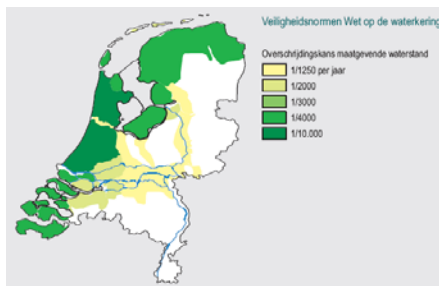 Veiligheidsnormen Wet op de waterkering
Overschrijdingskans maatgevende waterstand
1/1250 per jaar
1/2000
1/3000
1/4000
1/10.000